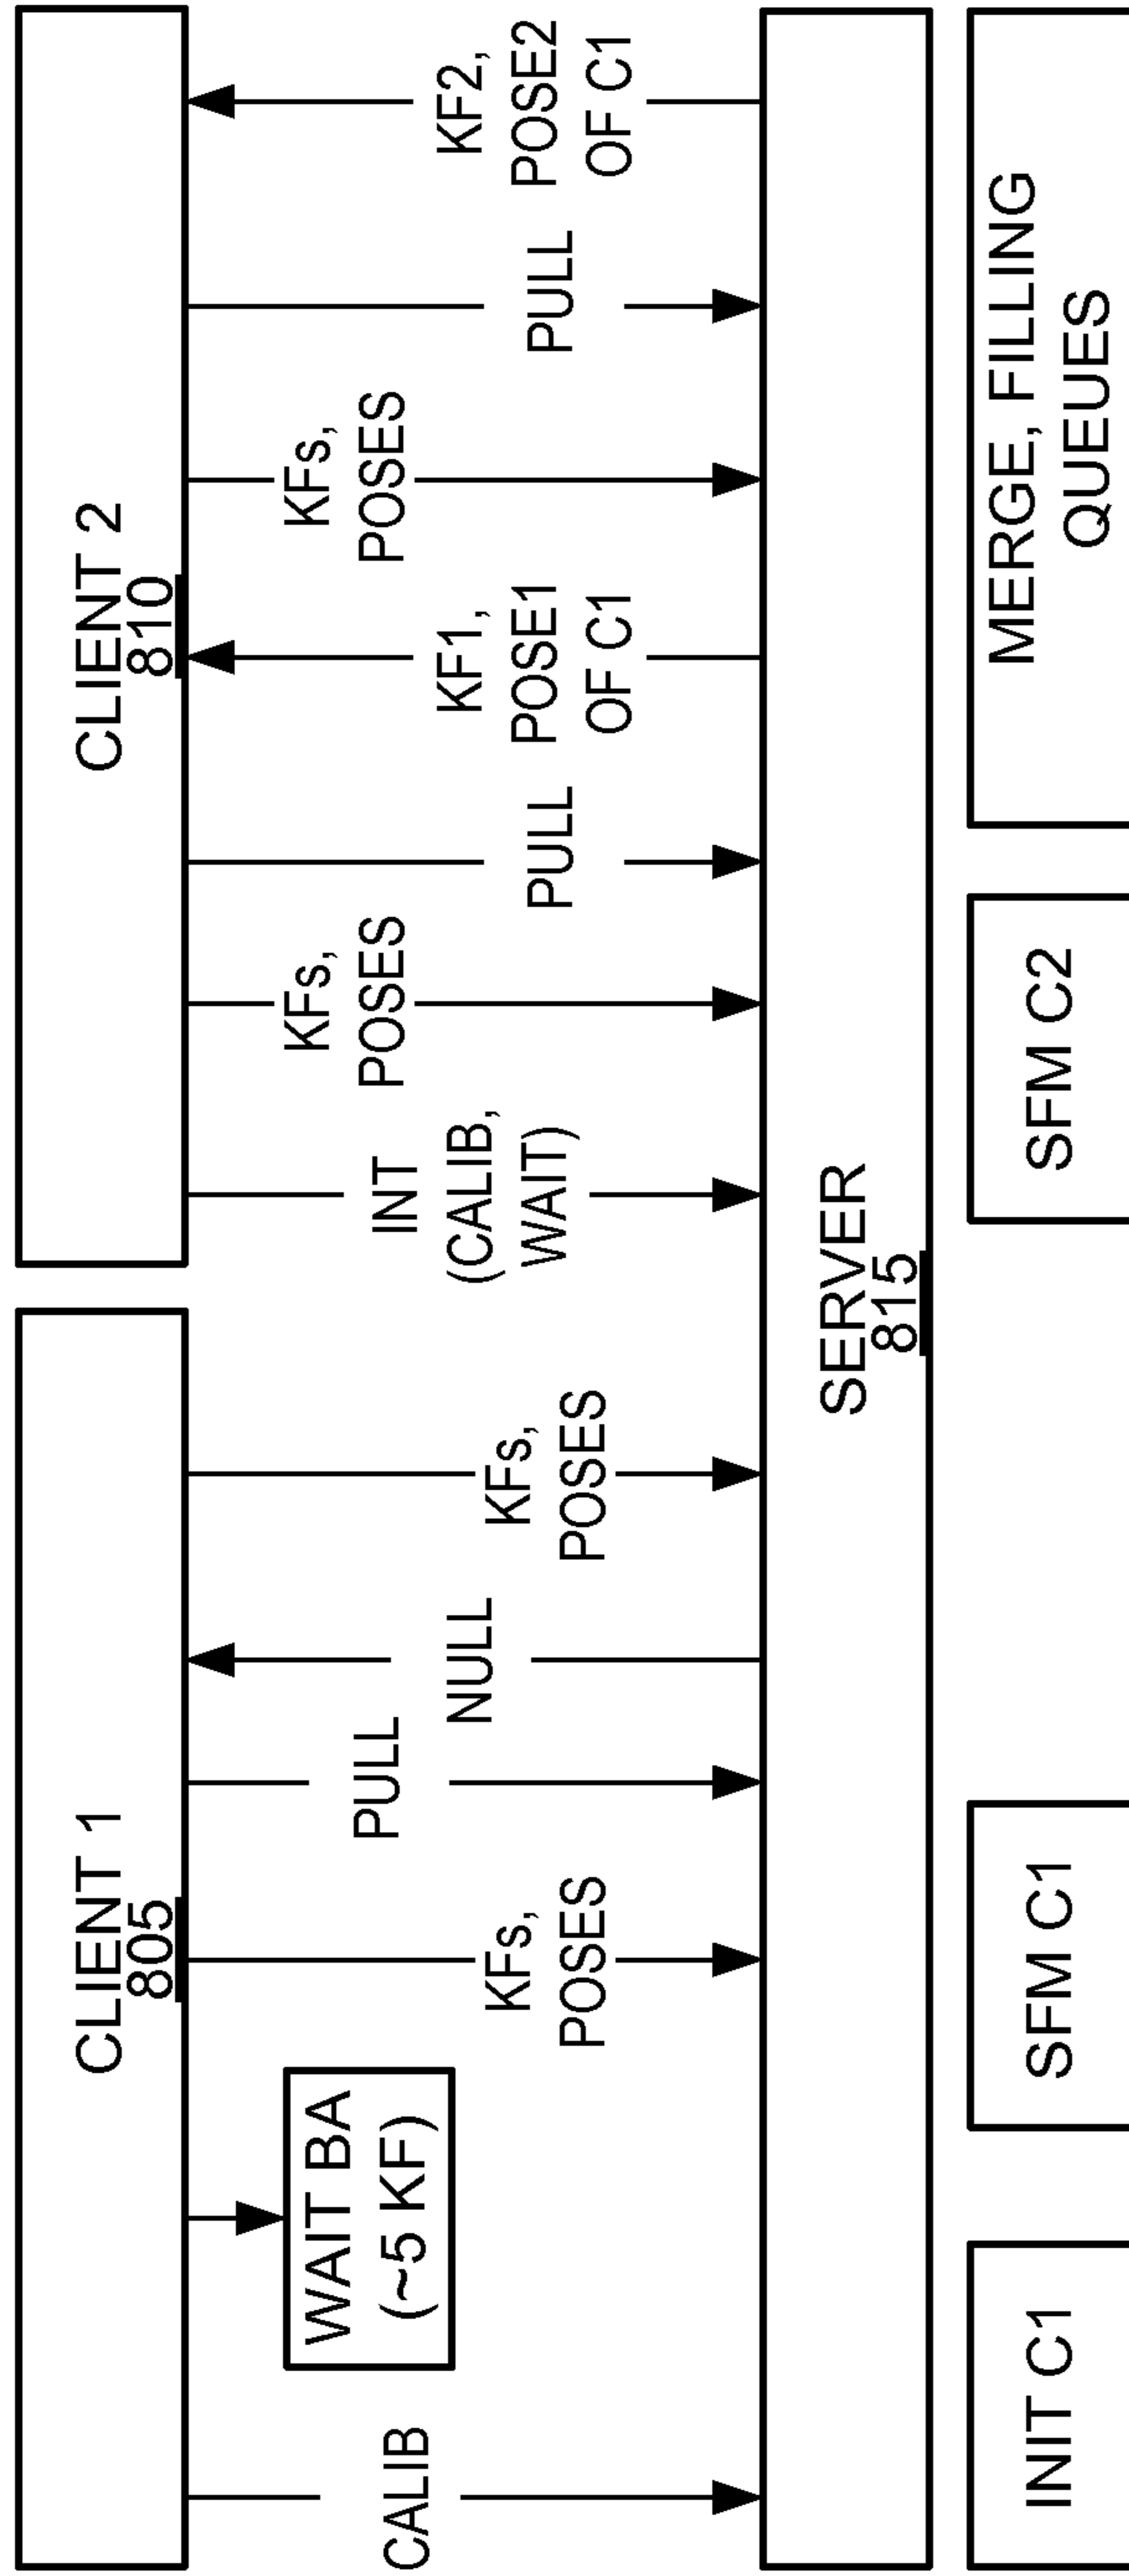 CLIENT 1
805
CLIENT 2
810
CALIB
WAIT BA
(~5 KF)
KFs,
POSES
PULL
NULL
KFs,
POSES
INT
(CALIB,
WAIT)
KFs,
POSES
PULL
KF1,
POSE1
OF C1
KFs,
POSES
PULL
KF2,
POSE2
OF C1
SERVER
815
INIT C1
SFM C1
SFM C2
MERGE, FILLING
QUEUES